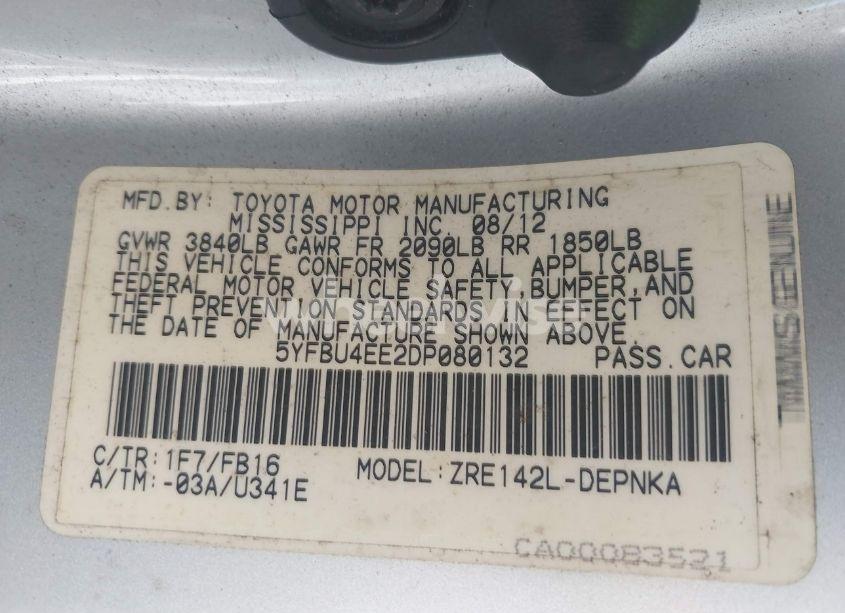 MFD.BY: TOYOTA MOTOR MANUFACTURING
MISSISSIPPI INC. 08/12
GVWR 3840LB GAWR FR 2090LB RR 1850LB
THIS VEHICLE CONFORMS TO ALL APPLICABLE
FEDERAL MOTOR VEHICLE SAFETY,BUMPER,AND
THEFT PREVENTION STANDARDS IN EFFECT ON
THE DATE OF MANUFACTURE SHOWN ABOVE.
5YFBU4EE2DP080132 PASS.CAR
C/TR:1F7/FB16 MODEL:ZRE142L-DEPNKA
A/TM:-03A/U341E
CA00083521